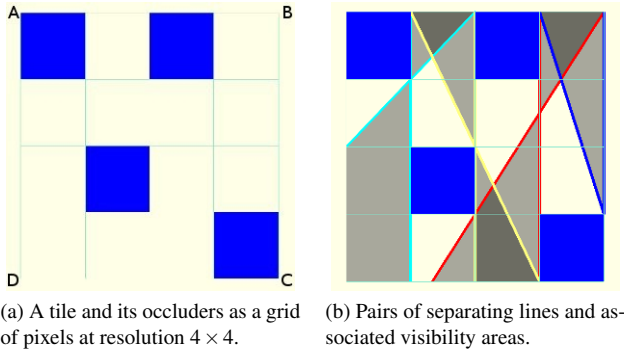 A B
D C
(a) A tile and its occluders as a grid
of pixels at resolution 4 × 4.
(b) Pairs of separating lines and as-
sociated visibility areas.